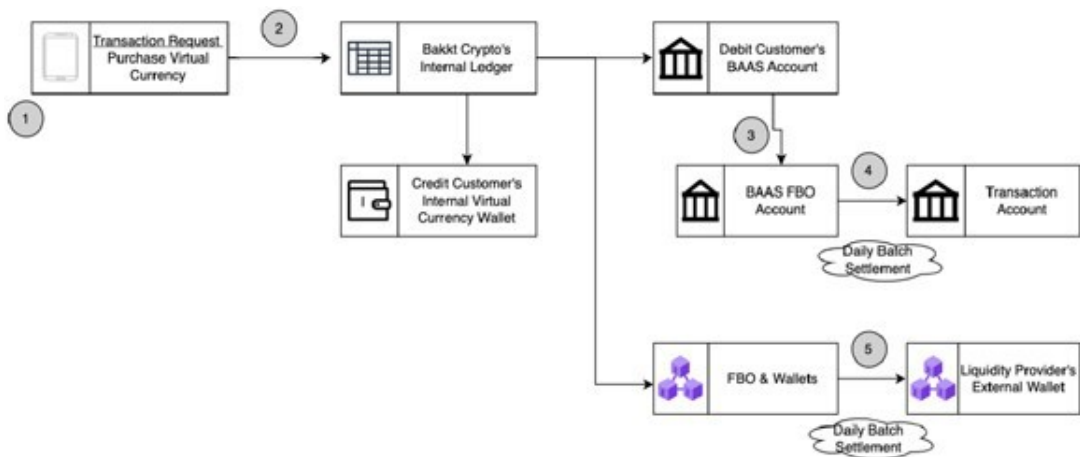 Transaction Request
Purchase Virtual
Currency
1
2
Bakkt Crypto's
Internal Ledger
Debit Customer's
BAAS Account
Credit Customer's
Internal Virtual
Currency Wallet
3
BAAS FBO
Account
4
Transaction
Account
Daily Batch
Settlement
FBO & Wallets
5
Liquidity Provider's
External Wallet
Daily Batch
Settlement